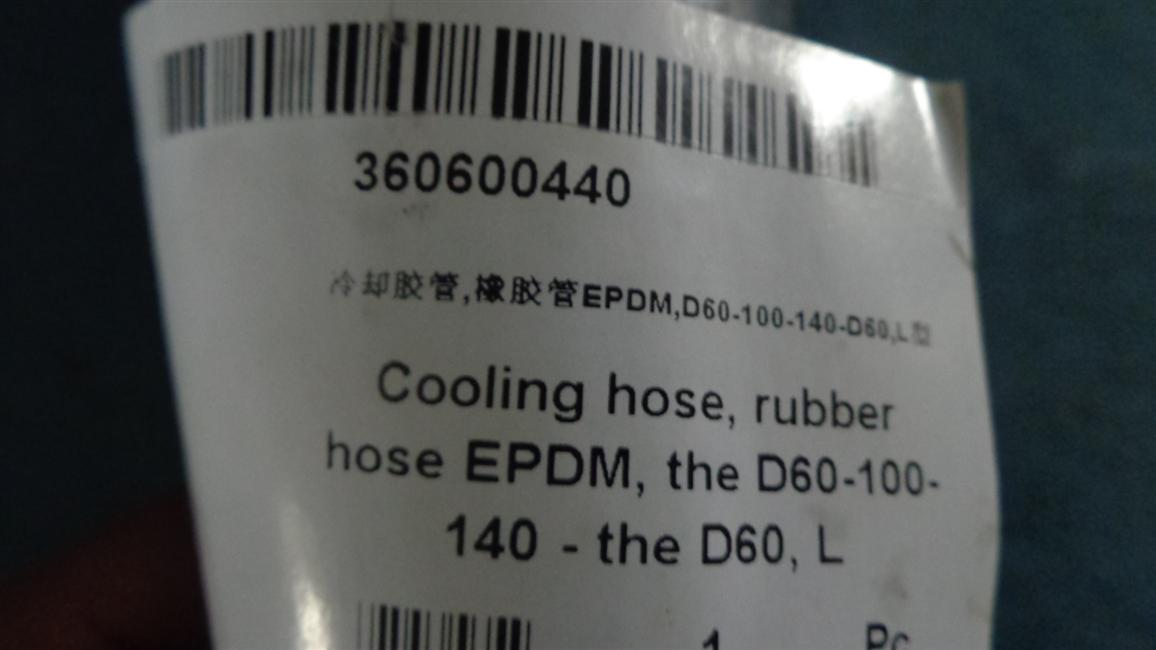 360600440
冷却胶管,橡胶管EPDM,D60-100-140-D60,L型
Cooling hose, rubber
hose EPDM, the D60-100-
140 - the D60, L
1 Pc